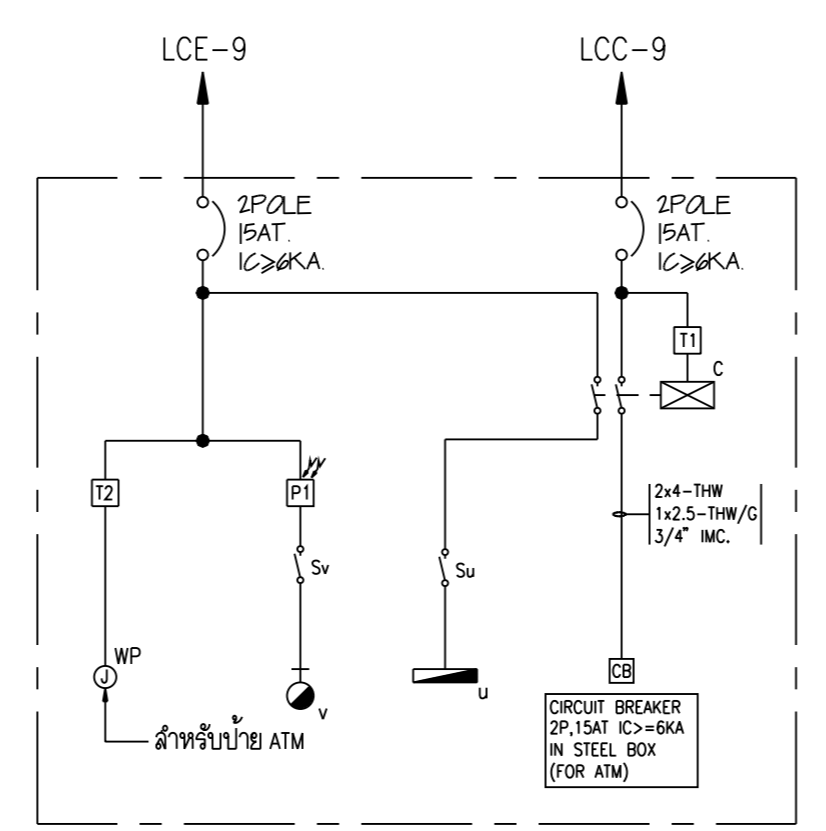 LCE-9
LCC-9
2POLE
15AT.
IC≥6KA.
2POLE
15AT.
IC≥6KA.
T1
C
T2
P1
2x4-THW
1x2.5-THW/G
3/4" IMC.
Sv
Su
WP
J
v
u
CB
สำหรับป้าย ATM
CIRCUIT BREAKER
2P,15AT IC>=6KA
IN STEEL BOX
(FOR ATM)